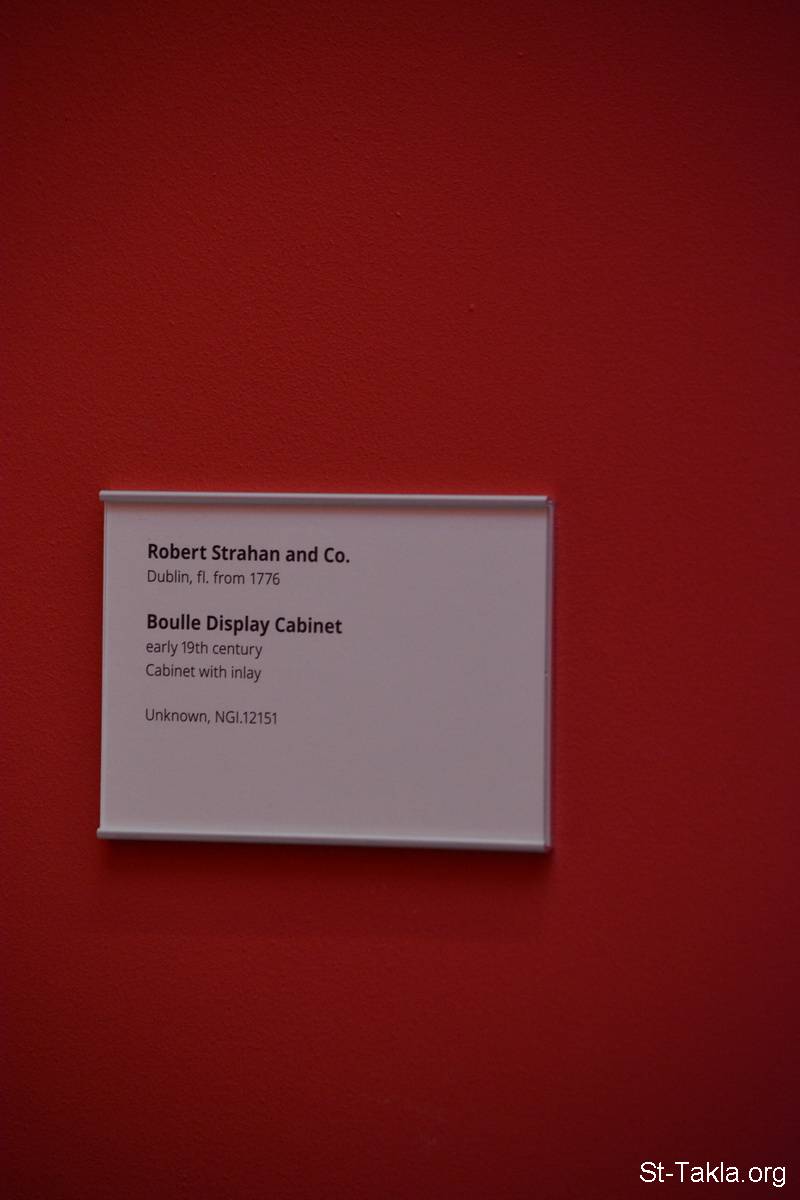 Robert Strahan and Co.
Dublin, fl. from 1776
Boulle Display Cabinet
early 19th century
Cabinet with inlay
Unknown, NGI.12151
St-Takla.org